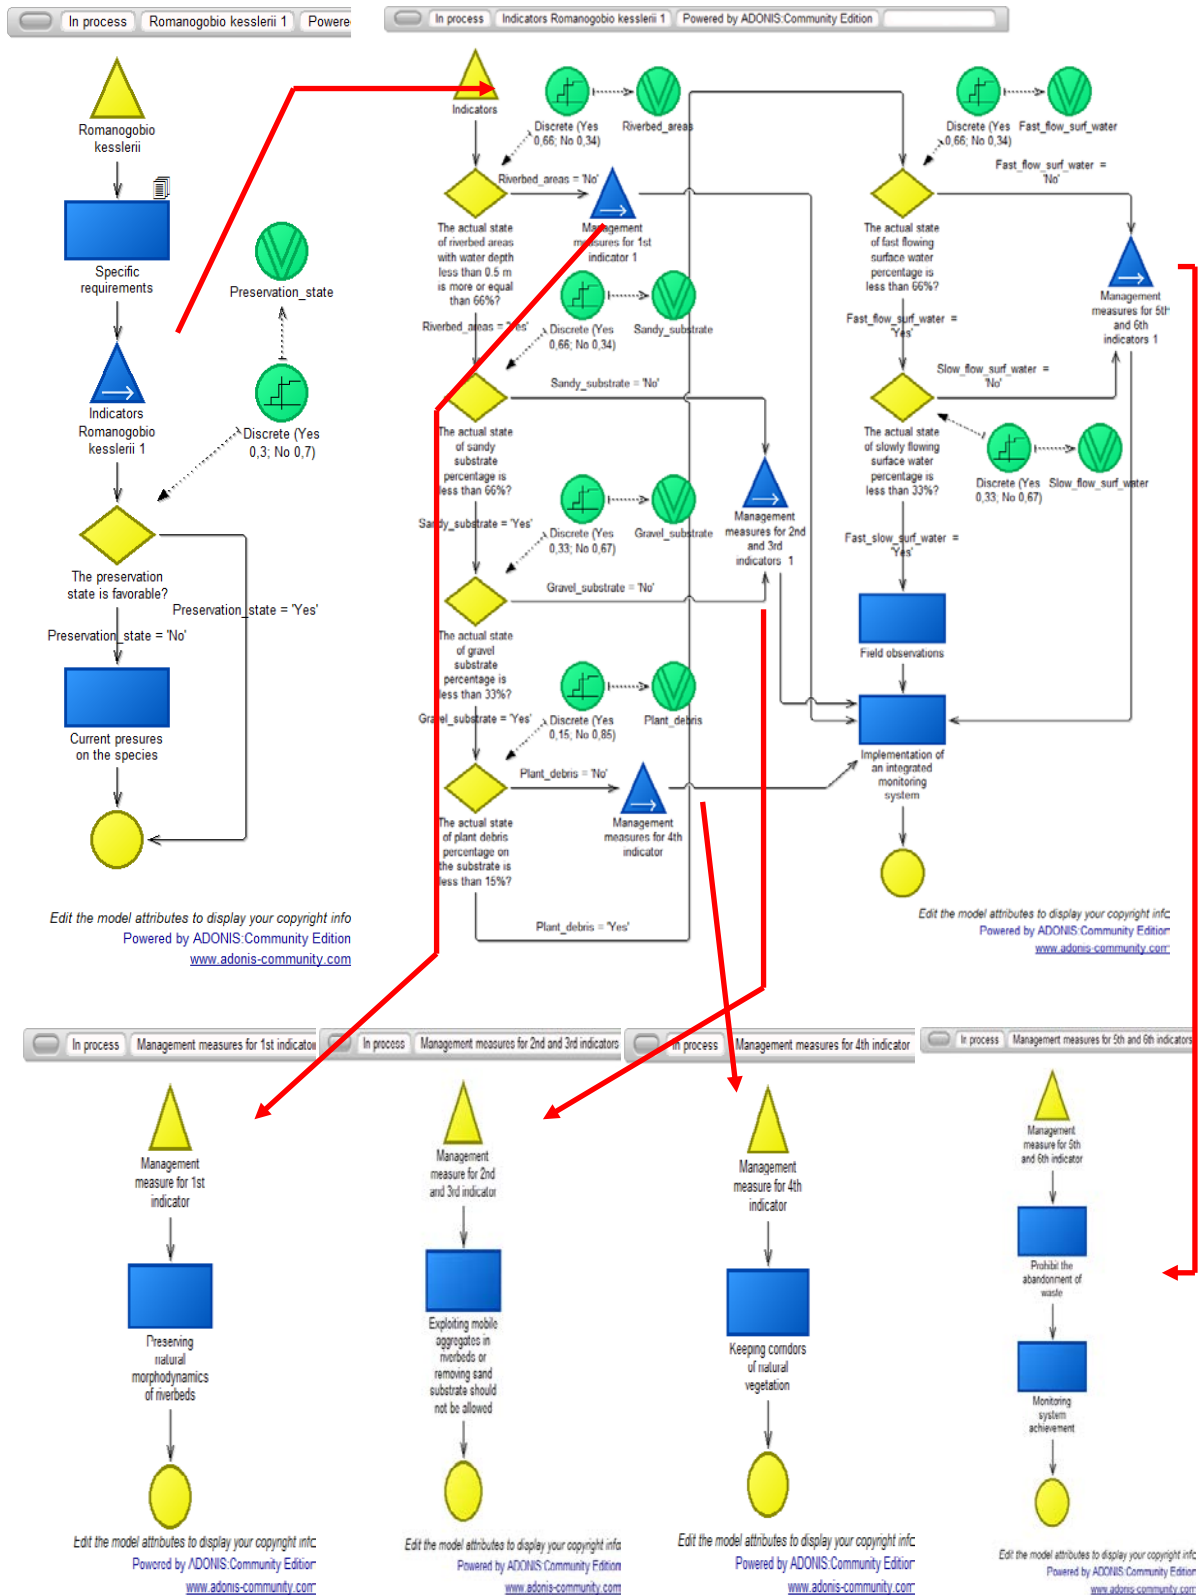 In process
Romanogobio kesslerii 1
Powere
Romanogobio
kesslerii
Specific
requirements
Preservation_state
Indicators
Romanogobio
kesslerii 1
Discrete (Yes
0,3; No 0,7)
The preservation
state is favorable?
Preservation_state = 'Yes'
Preservation_state = 'No'
Current presures
on the species
Edit the model attributes to display your copyright info
Powered by ADONIS:Community Edition
www.adonis-community.com
In process
Indicators Romanogobio kesslerii 1
Powered by ADONIS:Community Edition
Indicators
Discrete (Yes
0,66; No 0,34)
Riverbed_areas
Riverbed_areas = 'No'
The actual state
of riverbed areas
with water depth
less than 0.5 m
is more or equal
than 66%?
Management
measures for 1st
indicator 1
Riverbed_areas = 'Yes'
Discrete (Yes
0,66; No 0,34)
Sandy_substrate
Sandy_substrate = 'No'
The actual state
of sandy
substrate
percentage is
less than 66%?
Management
measures for 2nd
and 3rd
indicators 1
Sandy_substrate = 'Yes'
Discrete (Yes
0,33; No 0,67)
Gravel_substrate
Gravel_substrate = 'No'
The actual state
of gravel
substrate
percentage is
less than 33%?
Gravel_substrate = 'Yes'
Discrete (Yes
0,15; No 0,85)
Plant_debris
Plant_debris = 'No'
The actual state
of plant debris
percentage on
the substrate is
less than 15%?
Management
measures for 4th
indicator
Plant_debris = 'Yes'
Discrete (Yes
0,66; No 0,34)
Fast_flow_surf_water
Fast_flow_surf_water =
'No'
The actual state
of fast flowing
surface water
percentage is
less than 66%?
Management
measures for 5th
and 6th
indicators 1
Fast_flow_surf_water =
'Yes'
Slow_flow_surf_water =
'No'
The actual state
of slowly flowing
surface water
percentage is
less than 33%?
Discrete (Yes
0,33; No 0,67)
Slow_flow_surf_water
Fast_slow_surf_water =
'Yes'
Field observations
Implementation of
an integrated
monitoring
system
Edit the model attributes to display your copyright infc
Powered by ADONIS:Community Edition
www.adonis-community.com
In process
Management measures for 1st indicator
Management
measure for 1st
indicator
Preserving
natural
morphodynamics
of riverbeds
Edit the model attributes to display your copyright infc
Powered by ADONIS:Community Edition
www.adonis-community.com
In process
Management measures for 2nd and 3rd indicators
Management
measure for 2nd
and 3rd indicator
Exploiting mobile
aggregates in
riverbeds or
removing sand
substrate should
not be allowed
Edit the model attributes to display your copyright info
Powered by ADONIS:Community Edition
www.adonis-community.com
In process
Management measures for 4th indicator
Management
measure for 4th
indicator
Keeping corridors
of natural
vegetation
Edit the model attributes to display your copyright infc
Powered by ADONIS:Community Edition
www.adonis-community.com
In process
Management measures for 5th and 6th indicators
Management
measure for 5th
and 6th indicator
Prohibit the
abandonment of
waste
Monitoring
system
achievement
Edit the model attributes to display your copyright infc
Powered by ADONIS:Community Edition
www.adonis-community.com